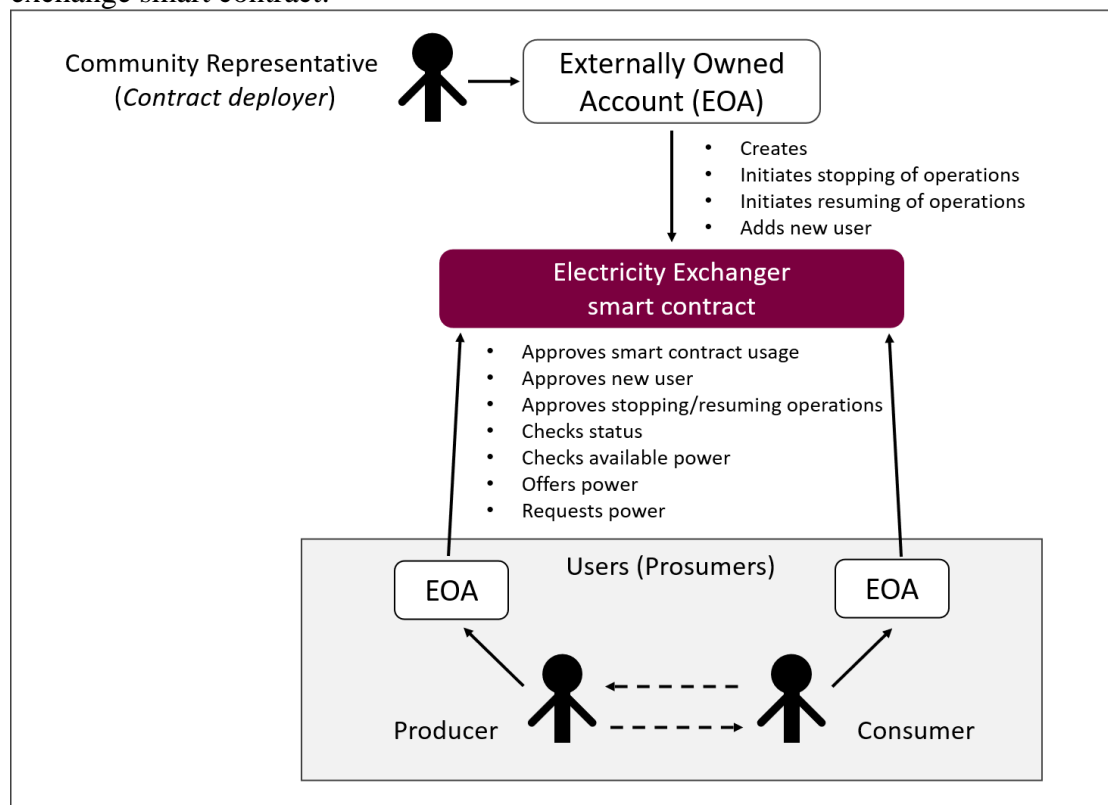 exchange smart contract.
Community Representative
(Contract deployer)
Externally Owned
Account (EOA)
• Creates
• Initiates stopping of operations
• Initiates resuming of operations
• Adds new user
Electricity Exchanger
smart contract
• Approves smart contract usage
• Approves new user
• Approves stopping/resuming operations
• Checks status
• Checks available power
• Offers power
• Requests power
Users (Prosumers)
EOA
EOA
Producer
Consumer